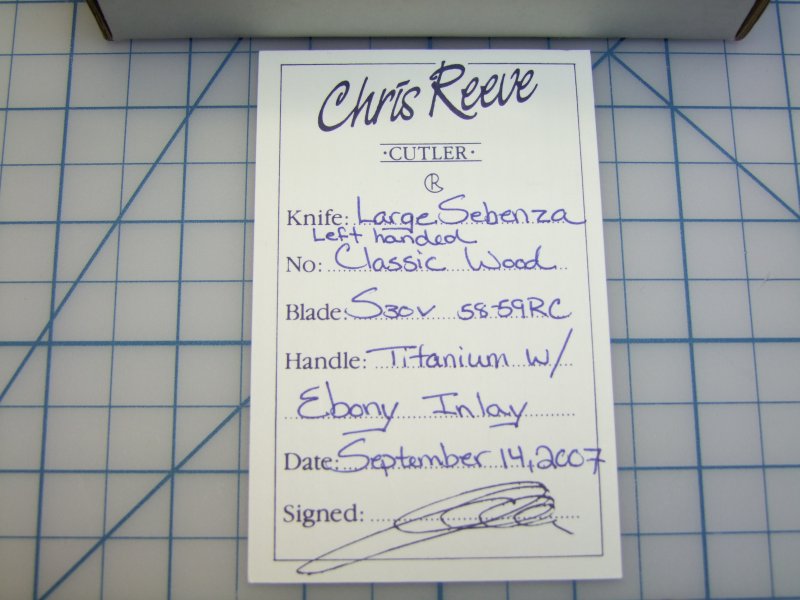 Chris Reeve
·CUTLER·
Knife: Large Sebenza
Left handed
No: Classic Wood
Blade: S30V 58-59RC
Handle: Titanium w/
Ebony Inlay
Date: September 14, 2007
Signed: